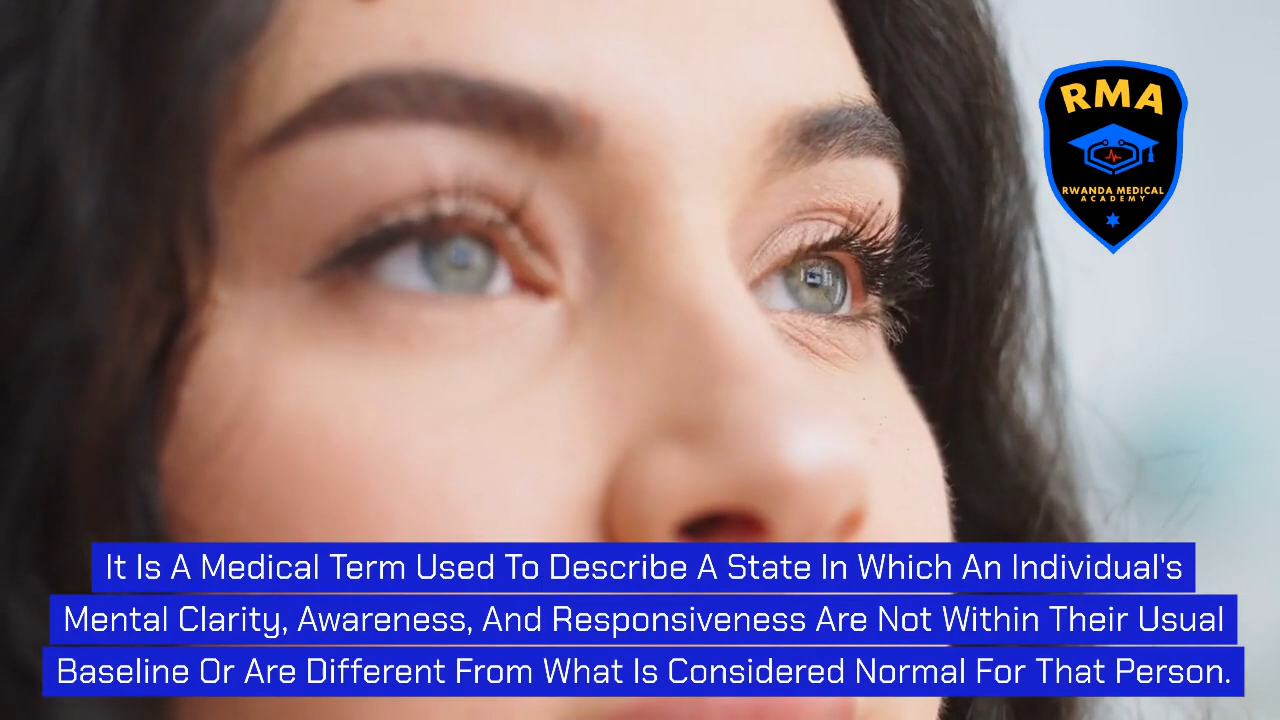 RMA
RWANDA MEDICAL
ACADEMY
It Is A Medical Term Used To Describe A State In Which An Individual's
Mental Clarity, Awareness, And Responsiveness Are Not Within Their Usual
Baseline Or Are Different From What Is Considered Normal For That Person.